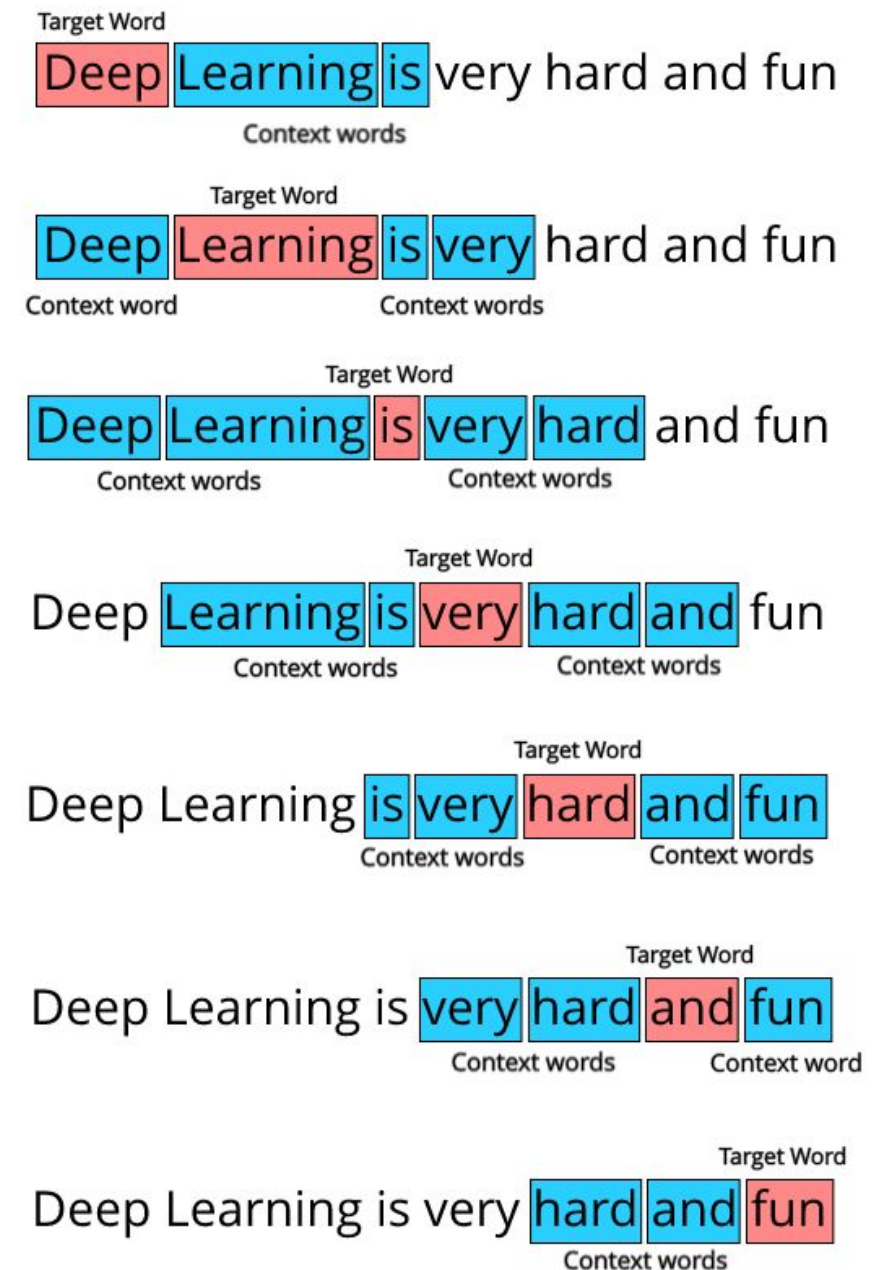 Target Word
Deep Learning is very hard and fun
Context words
Target Word
Deep Learning is very hard and fun
Context word Context words
Target Word
Deep Learning is very hard and fun
Context words Context words
Target Word
Deep Learning is very hard and fun
Context words Context words
Target Word
Deep Learning is very hard and fun
Context words Context words
Target Word
Deep Learning is very hard and fun
Context words Context word
Target Word
Deep Learning is very hard and fun
Context words